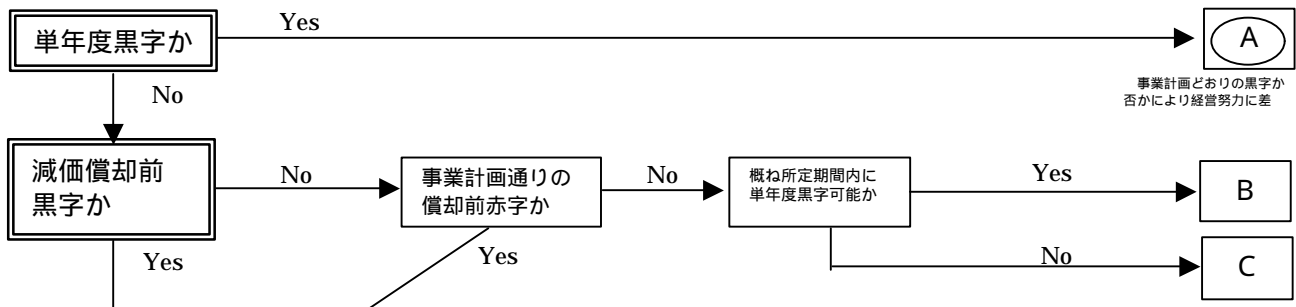 単年度黒字か
Yes
A
事業計画どおりの黒字か
否かにより経営努力に差
No
減価償却前
黒字か
No
事業計画通りの
償却前赤字か
No
概ね所定期間内に
単年度黒字可能か
Yes
B
Yes
Yes
No
C